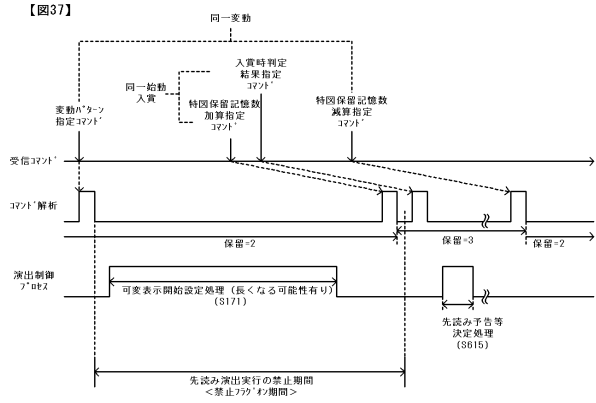 【図37】
同一変動
入賞時判定
結果指定
ｺﾏﾝﾄﾞ
同一始動
入賞
変動ﾊﾟﾀｰﾝ
指定ｺﾏﾝﾄﾞ
特図保留記憶数
加算指定
ｺﾏﾝﾄﾞ
特図保留記憶数
減算指定
ｺﾏﾝﾄﾞ
受信ｺﾏﾝﾄﾞ
ｺﾏﾝﾄﾞ解析
保留=2
保留=3
保留=2
演出制御
ﾌﾟﾛｾｽ
可変表示開始設定処理（長くなる可能性有り）
（S171）
先読み予告等
決定処理
（S615）
先読み演出実行の禁止期間
＜禁止ﾌﾗｸﾞｵﾝ期間＞